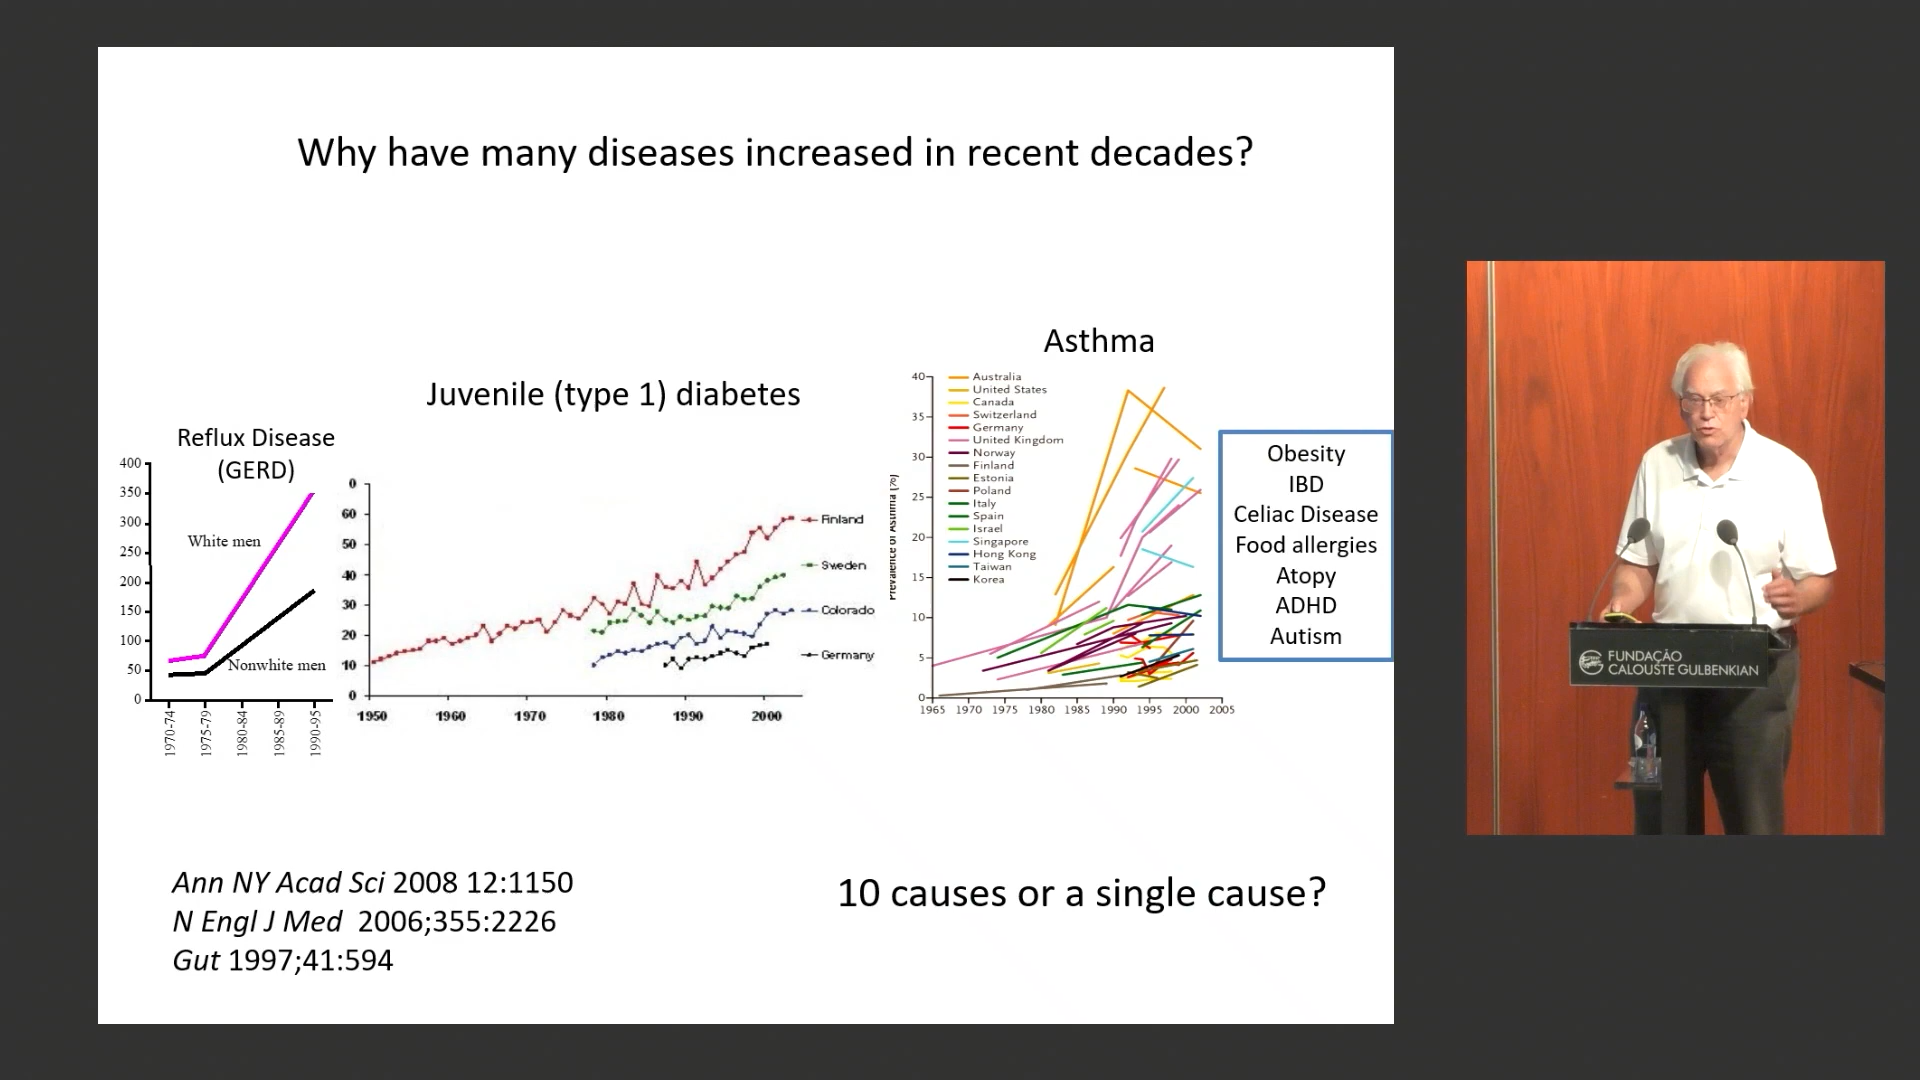 Why have many diseases increased in recent decades?
Reflux Disease
(GERD)
400
350
300
250
200
150
100
50
0
White men
Nonwhite men
1970-74
1975-79
1980-84
1985-89
1990-95
Juvenile (type 1) diabetes
0
60
50
40
30
20
10
0
Finland
Sweden
Colorado
Germany
1950 1960 1970 1980 1990 2000
Asthma
Prevalence of Asthma (%)
40
35
30
25
20
15
10
5
0
Australia
United States
Canada
Switzerland
Germany
United Kingdom
Norway
Finland
Estonia
Poland
Italy
Spain
Israel
Singapore
Hong Kong
Taiwan
Korea
1965 1970 1975 1980 1985 1990 1995 2000 2005
Obesity
IBD
Celiac Disease
Food allergies
Atopy
ADHD
Autism
Ann NY Acad Sci 2008 12:1150
N Engl J Med 2006;355:2226
Gut 1997;41:594
10 causes or a single cause?
FUNDAÇÃO
CALOUSTE GULBENKIAN